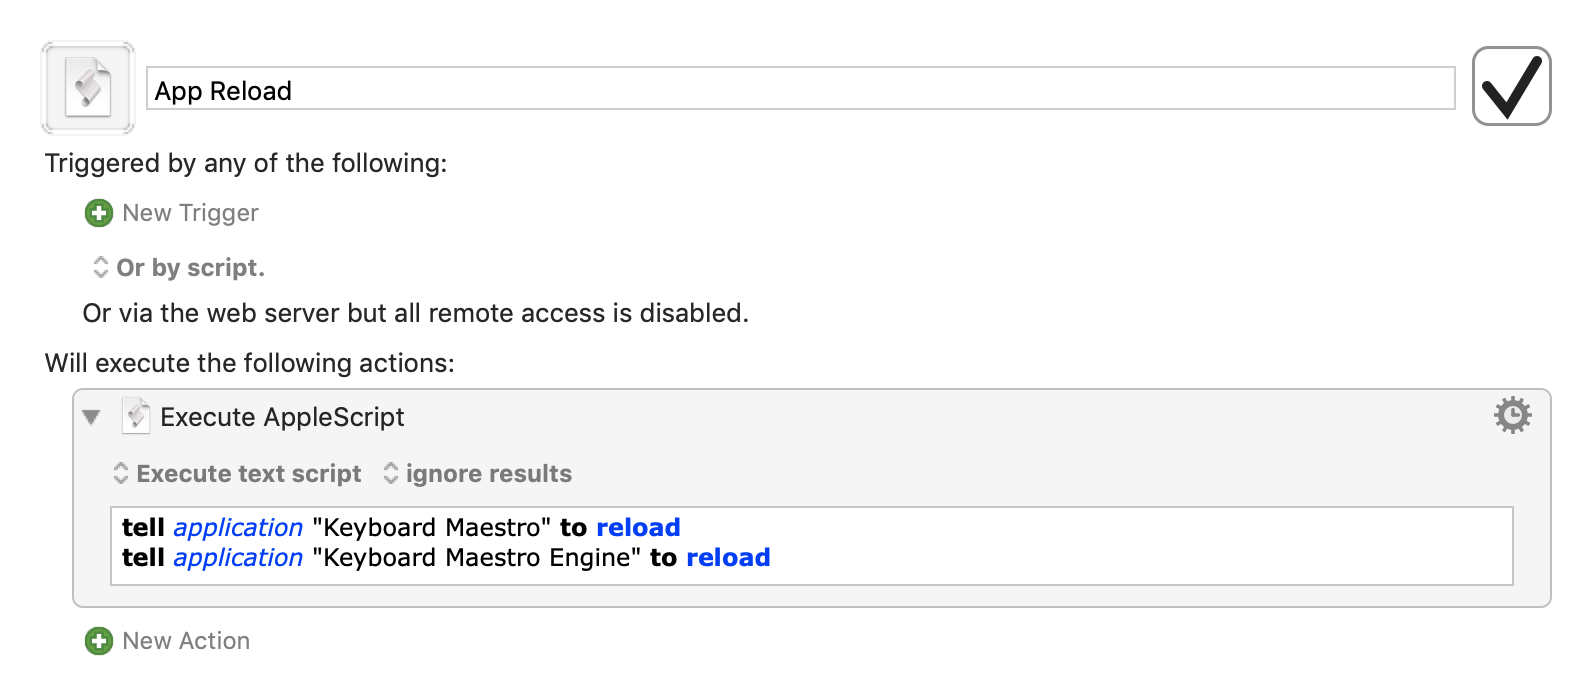 App Reload
Triggered by any of the following:
New Trigger
Or by script.
Or via the web server but all remote access is disabled.
Will execute the following actions:
Execute AppleScript
Execute text script ignore results
tell application "Keyboard Maestro" to reload
tell application "Keyboard Maestro Engine" to reload
New Action